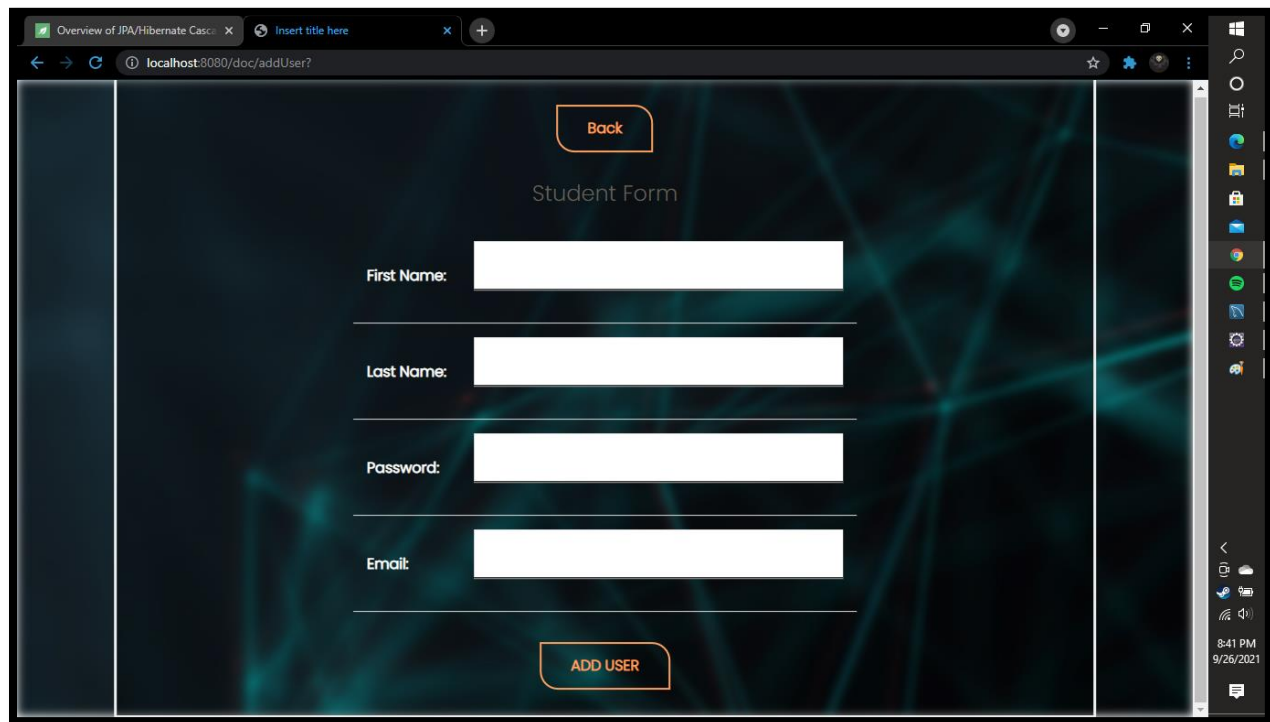 Overview of JPA/Hibernate Casca
Insert title here
localhost:8080/doc/addUser?
Back
Student Form
First Name:
Last Name:
Password:
Email:
ADD USER
8:41 PM
9/26/2021